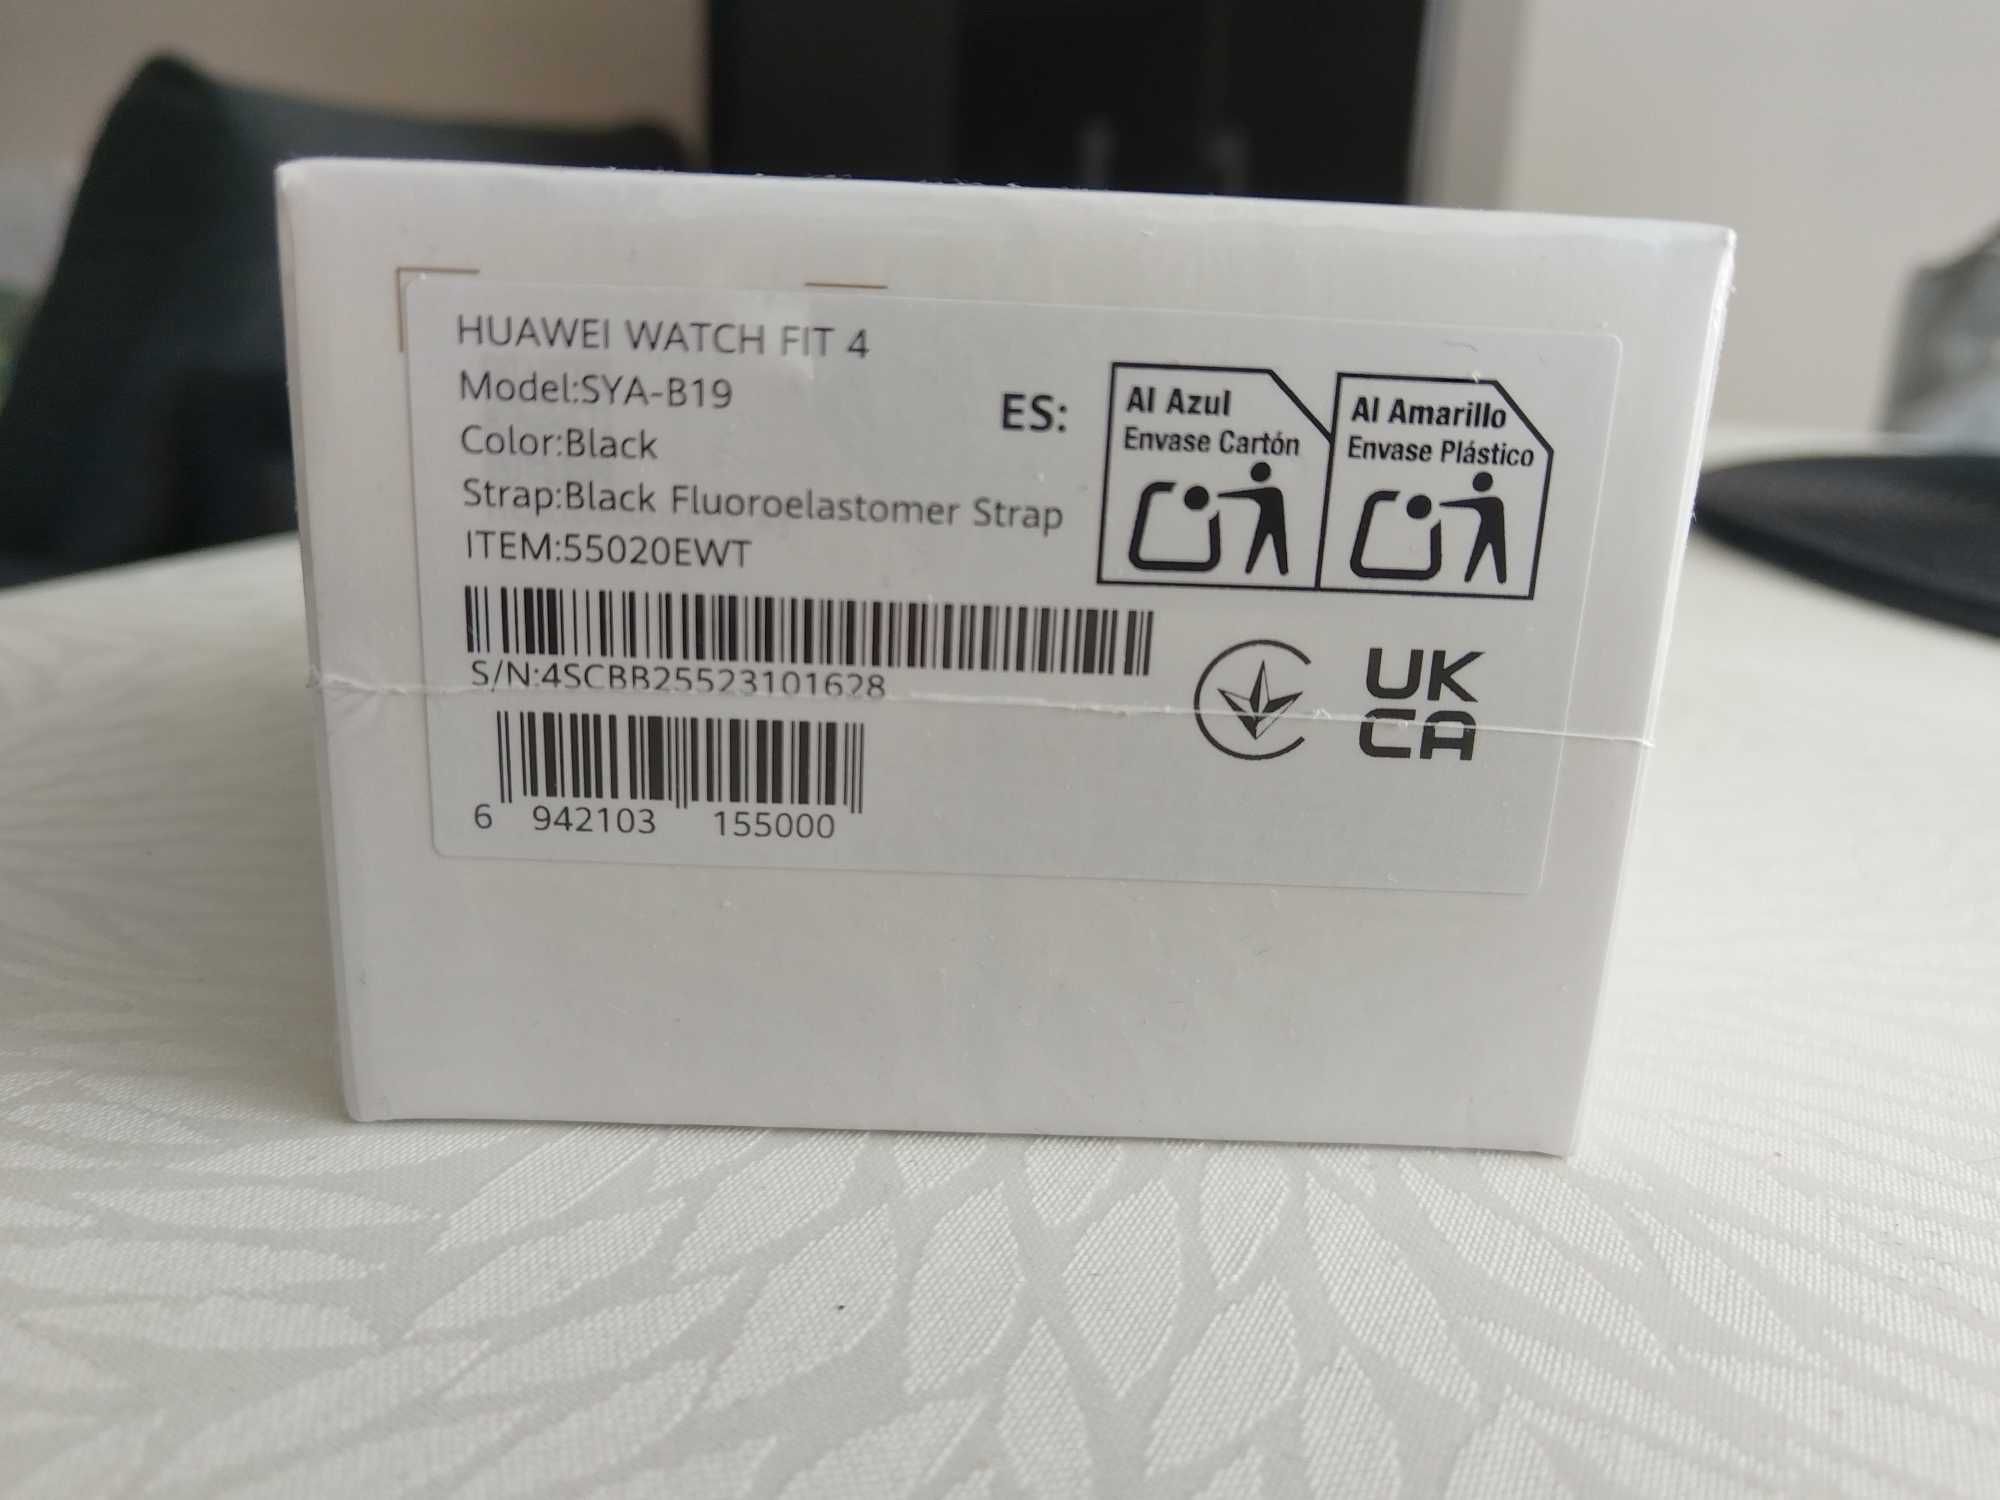 HUAWEI WATCH FIT 4
Model:SYA-B19
Color:Black
Strap:Black Fluoroelastomer Strap
ITEM:55020EWT
S/N:4SCBB25523101628
6 942103 155000
ES:
Al Azul
Envase Cartón
Al Amarillo
Envase Plástico
UK
CA